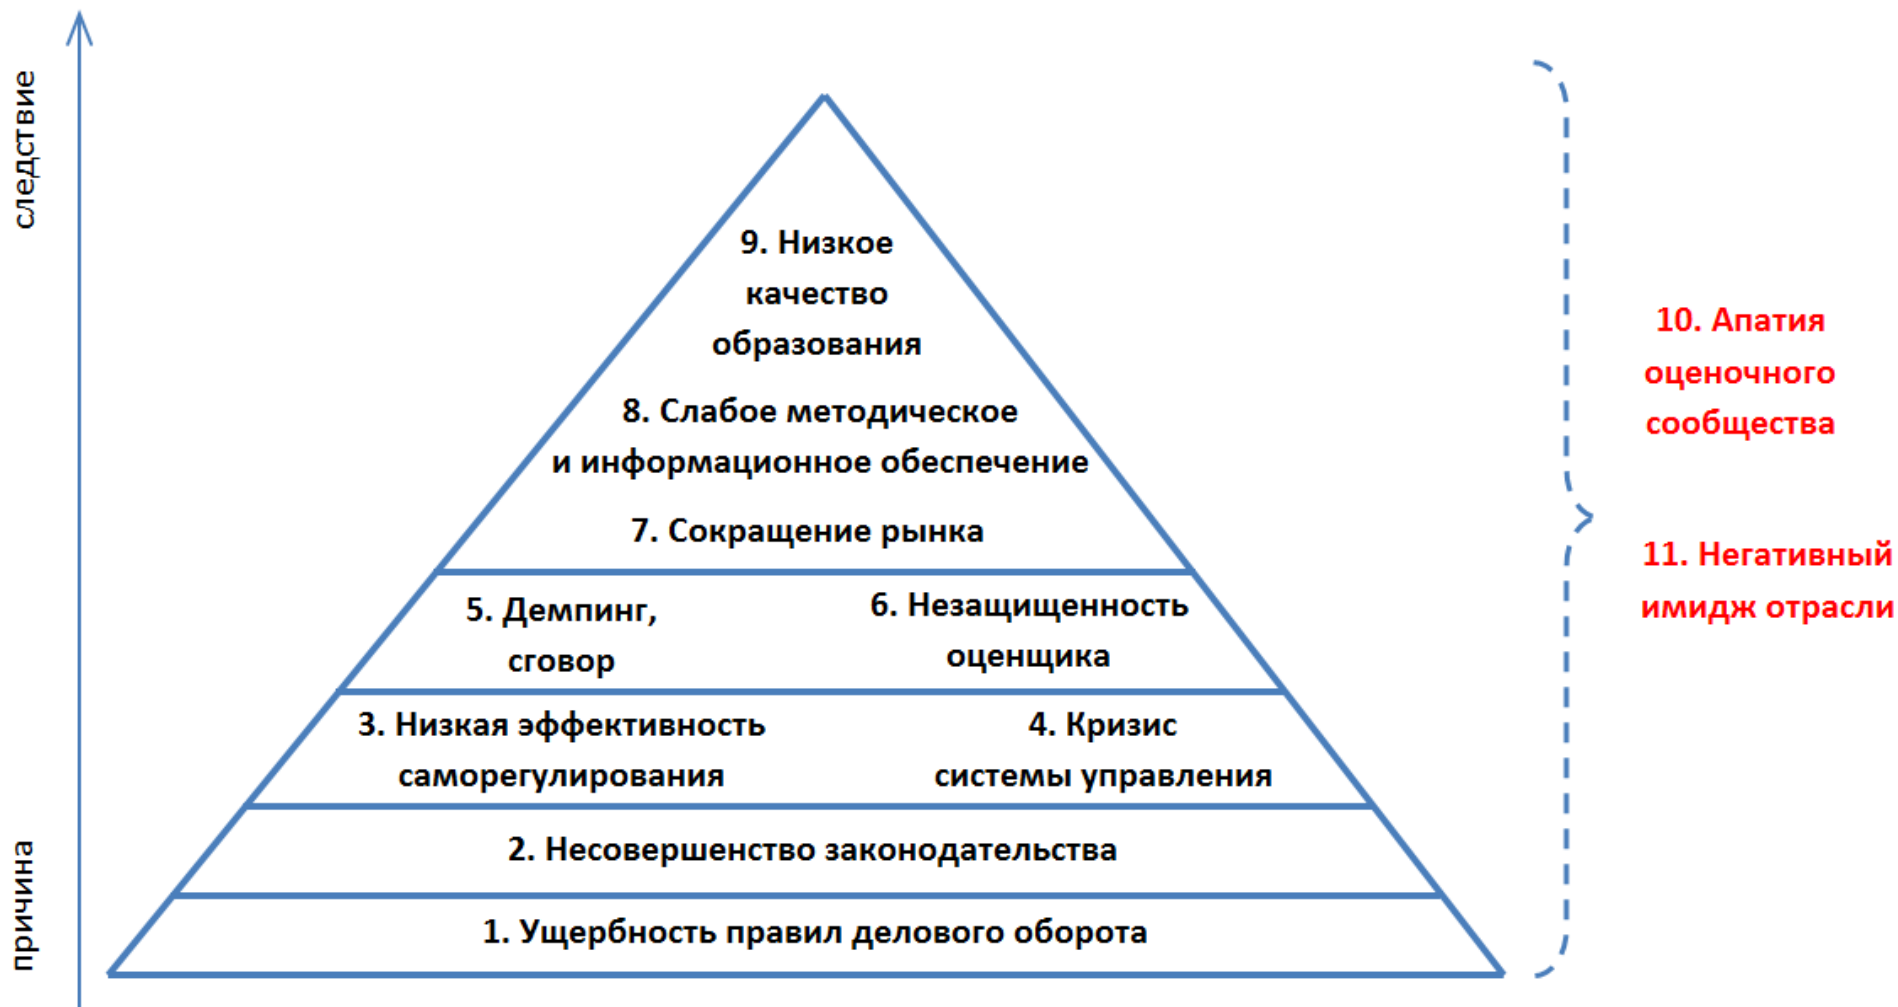 следствие
9. Низкое
качество
образования
8. Слабое методическое
и информационное обеспечение
7. Сокращение рынка
5. Демпинг,
сговор
6. Незащищенность
оценщика
3. Низкая эффективность
саморегулирования
4. Кризис
системы управления
2. Несовершенство законодательства
1. Ущербность правил делового оборота
причина
10. Апатия
оценочного
сообщества
11. Негативный
имидж отрасли